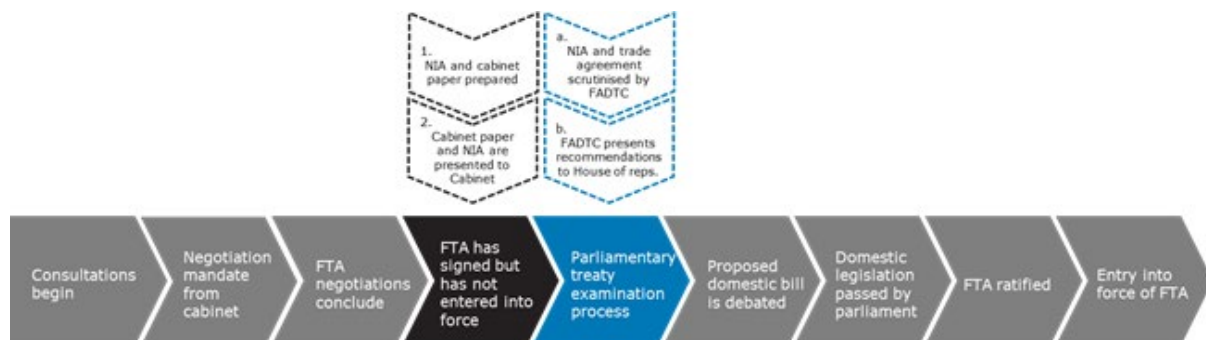 1.
NIA and cabinet
paper prepared
2.
Cabinet paper
and NIA are
presented to
Cabinet
a.
NIA and trade
agreement
scrutinised by
FADTC
b.
FADTC presents
recommendations
to House of reps.
Consultations
begin
Negotiation
mandate
from
cabinet
FTA
negotiations
conclude
FTA has
signed but
has not
entered into
force
Parliamentary
treaty
examination
process
Proposed
domestic bill
is debated
Domestic
legislation
passed by
parliament
FTA ratified
Entry into
force of FTA